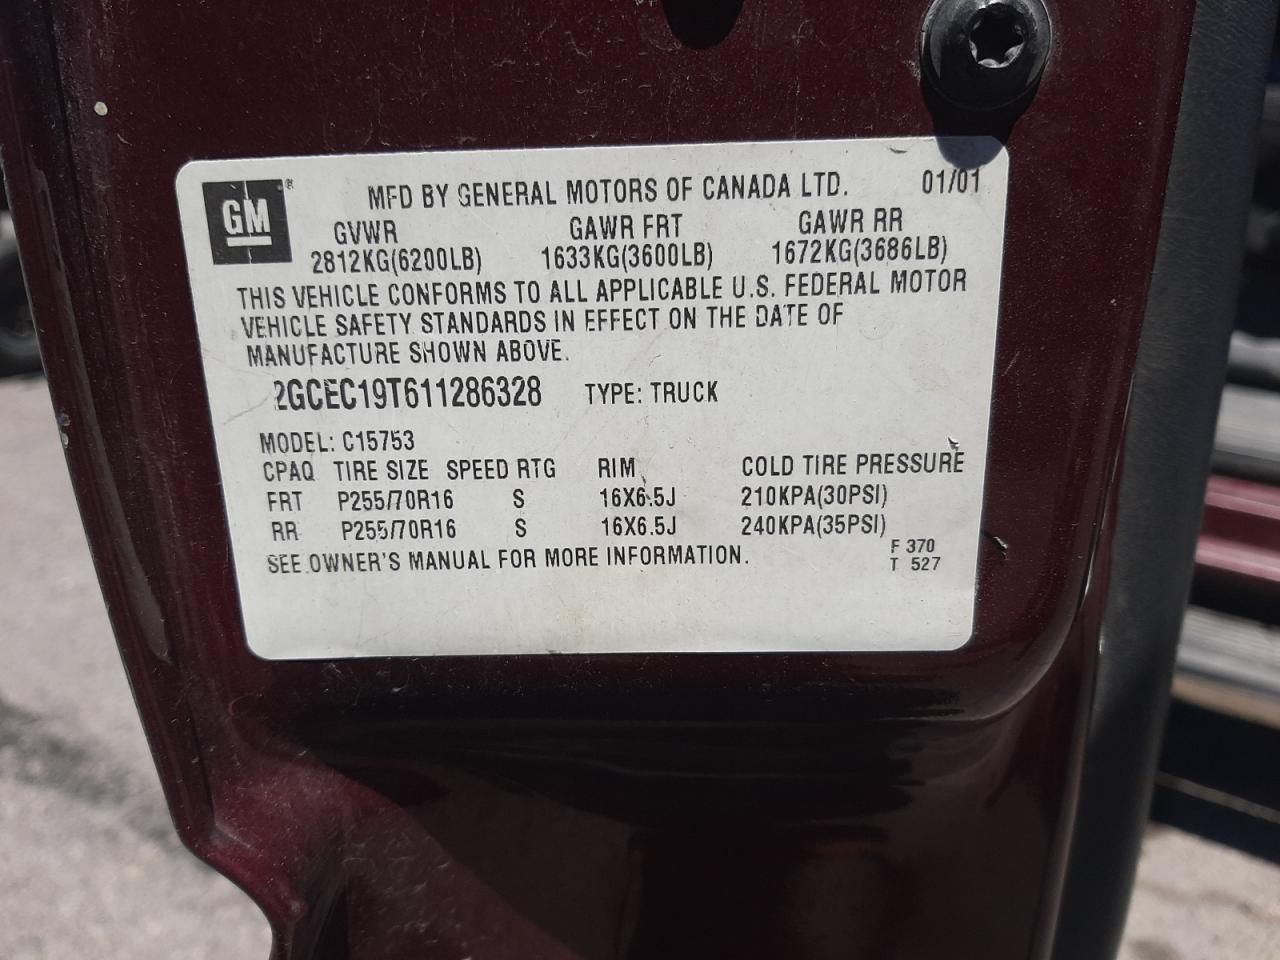 GM
MFD BY GENERAL MOTORS OF CANADA LTD. 01/01
GVWR GAWR FRT GAWR RR
2812KG(6200LB) 1633KG(3600LB) 1672KG(3686LB)
THIS VEHICLE CONFORMS TO ALL APPLICABLE U.S. FEDERAL MOTOR
VEHICLE SAFETY STANDARDS IN EFFECT ON THE DATE OF
MANUFACTURE SHOWN ABOVE.
2GCEC19T611286328 TYPE: TRUCK
MODEL: C15753
CPAQ TIRE SIZE SPEED RTG RIM COLD TIRE PRESSURE
FRT P255/70R16 S 16X6.5J 210KPA(30PSI)
RR P255/70R16 S 16X6.5J 240KPA(35PSI)
SEE OWNER'S MANUAL FOR MORE INFORMATION.
F 370
T 527